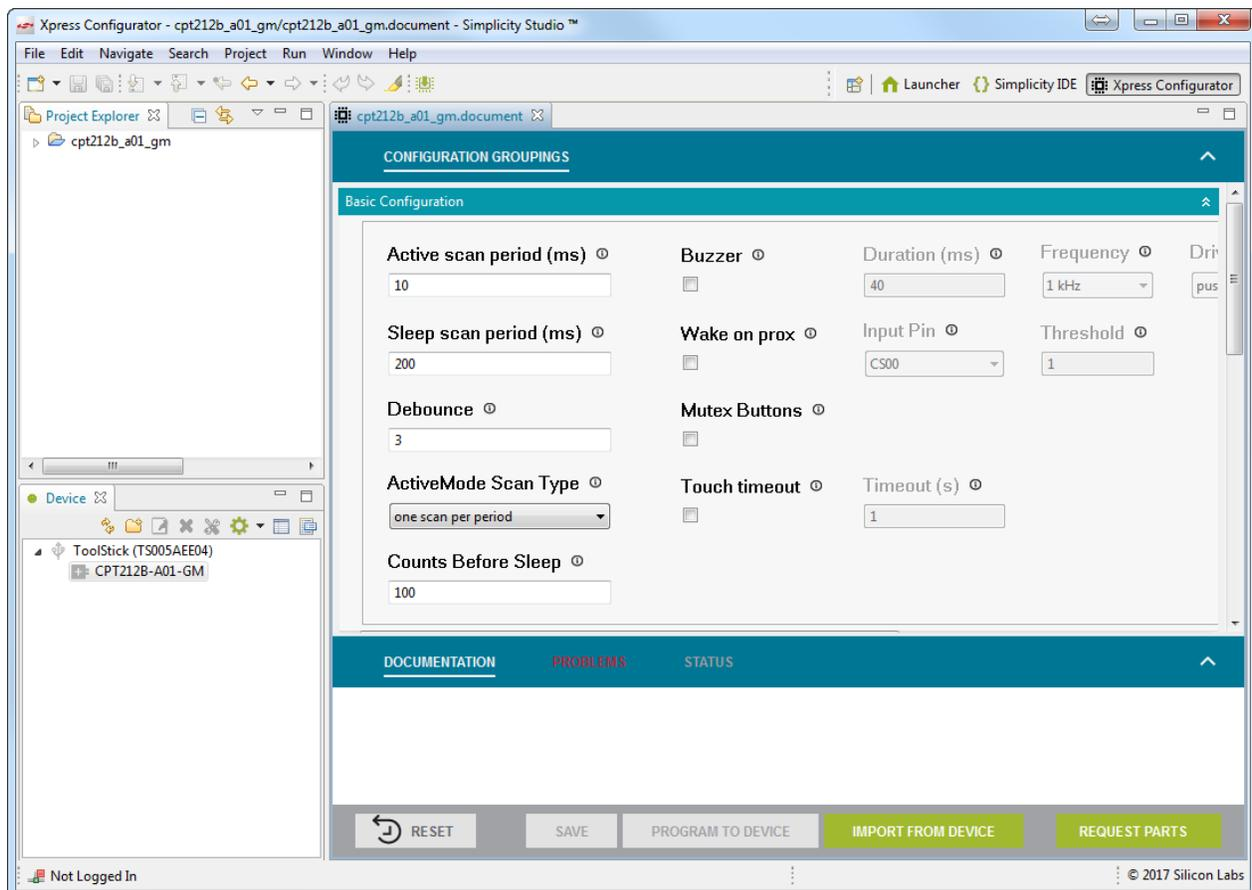 Xpress Configurator - cpt212b_a01_gm/cpt212b_a01_gm.document - Simplicity Studio ™
File Edit Navigate Search Project Run Window Help
Launcher {} Simplicity IDE Xpress Configurator
Project Explorer
cpt212b_a01_gm.document
cpt212b_a01_gm
CONFIGURATION GROUPINGS
Basic Configuration
Active scan period (ms) Buzzer Duration (ms) Frequency Dri
10 40 1 kHz pus
Sleep scan period (ms) Wake on prox Input Pin Threshold
200 CS00 1
Debounce Mutex Buttons
3
ActiveMode Scan Type Touch timeout Timeout (s)
one scan per period 1
Counts Before Sleep
100
Device
ToolStick (TS005AEE04)
CPT212B-A01-GM
DOCUMENTATION PROBLEMS STATUS
RESET SAVE PROGRAM TO DEVICE IMPORT FROM DEVICE REQUEST PARTS
Not Logged In © 2017 Silicon Labs